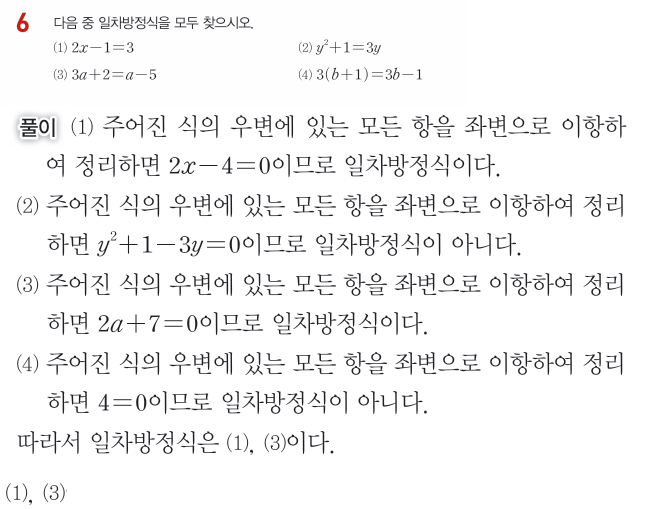 6 다음 중 일차방정식을 모두 찾으시오.
(1) 2x-1=3 (2) y²+1=3y
(3) 3a+2=a-5 (4) 3(b+1)=3b-1
풀이 (1) 주어진 식의 우변에 있는 모든 항을 좌변으로 이항하
여 정리하면 2x-4=0이므로 일차방정식이다.
(2) 주어진 식의 우변에 있는 모든 항을 좌변으로 이항하여 정리
하면 y²+1-3y=0이므로 일차방정식이 아니다.
(3) 주어진 식의 우변에 있는 모든 항을 좌변으로 이항하여 정리
하면 2a+7=0이므로 일차방정식이다.
(4) 주어진 식의 우변에 있는 모든 항을 좌변으로 이항하여 정리
하면 4=0이므로 일차방정식이 아니다.
따라서 일차방정식은 (1), (3)이다.
(1), (3)